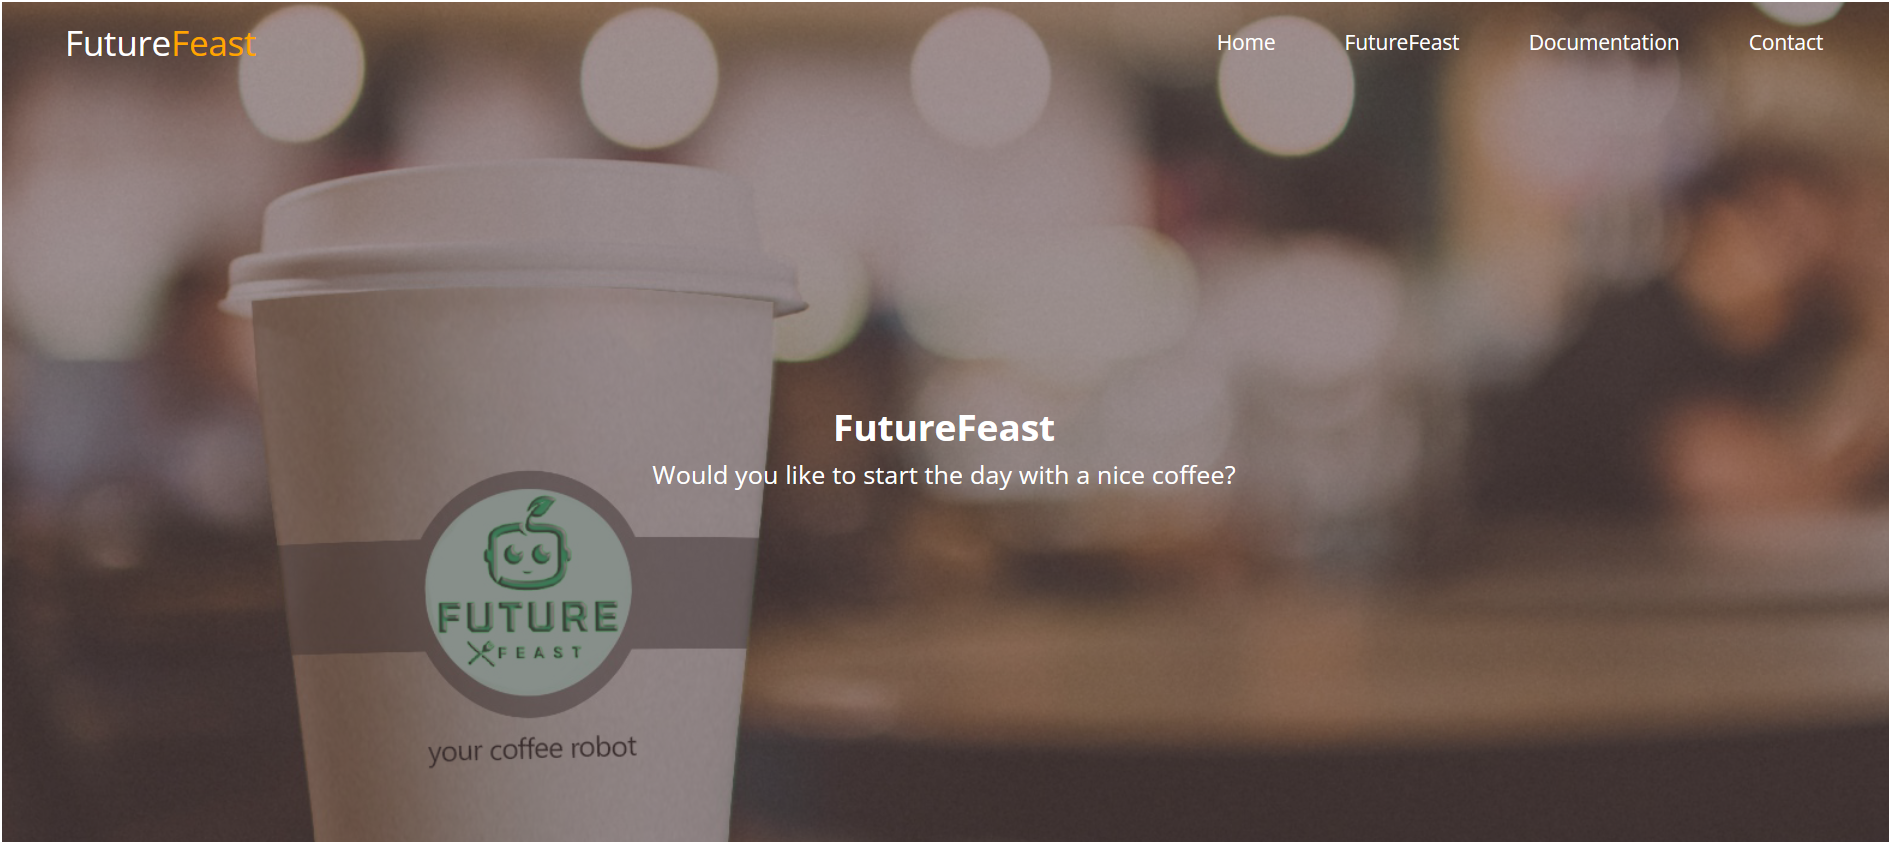 FutureFeast
Home FutureFeast Documentation Contact
FutureFeast
Would you like to start the day with a nice coffee?
FUTURE
FEAST
your coffee robot